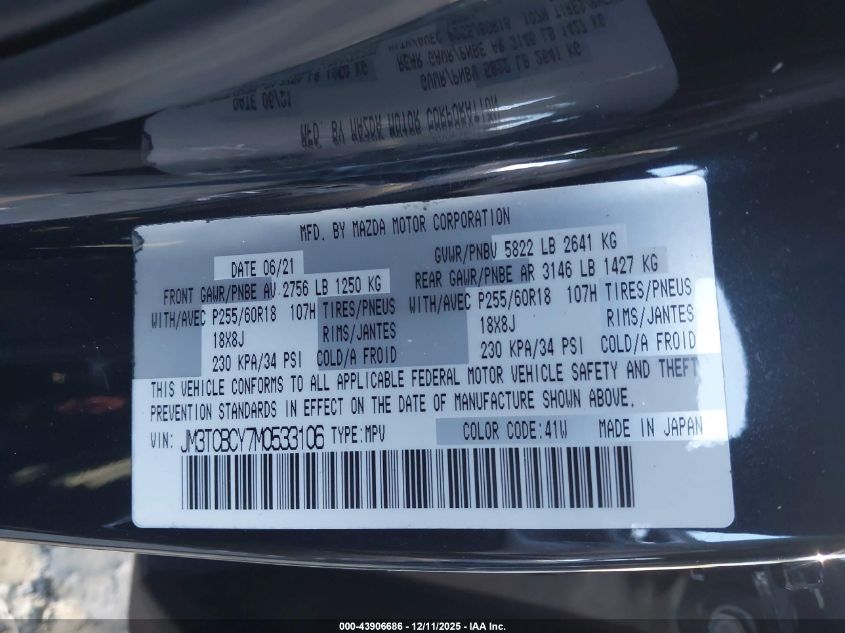 MFD. BY MAZDA MOTOR CORPORATION
DATE 06/21
GVWR/PNBV 5822 LB 2641 KG
FRONT GAWR/PNBE AV 2756 LB 1250 KG
REAR GAWR/PNBE AR 3146 LB 1427 KG
WITH/AVEC P255/60R18 107H TIRES/PNEUS
18X8J RIMS/JANTES
230 KPA/34 PSI COLD/A FROID
WITH/AVEC P255/60R18 107H TIRES/PNEUS
18X8J RIMS/JANTES
230 KPA/34 PSI COLD/A FROID
THIS VEHICLE CONFORMS TO ALL APPLICABLE FEDERAL MOTOR VEHICLE SAFETY AND THEFT
PREVENTION STANDARDS IN EFFECT ON THE DATE OF MANUFACTURE SHOWN ABOVE.
VIN: JM3TCBCY7M0533106 TYPE:MPV COLOR CODE:41W MADE IN JAPAN
000-43906686 - 12/11/2025 - IAA Inc.